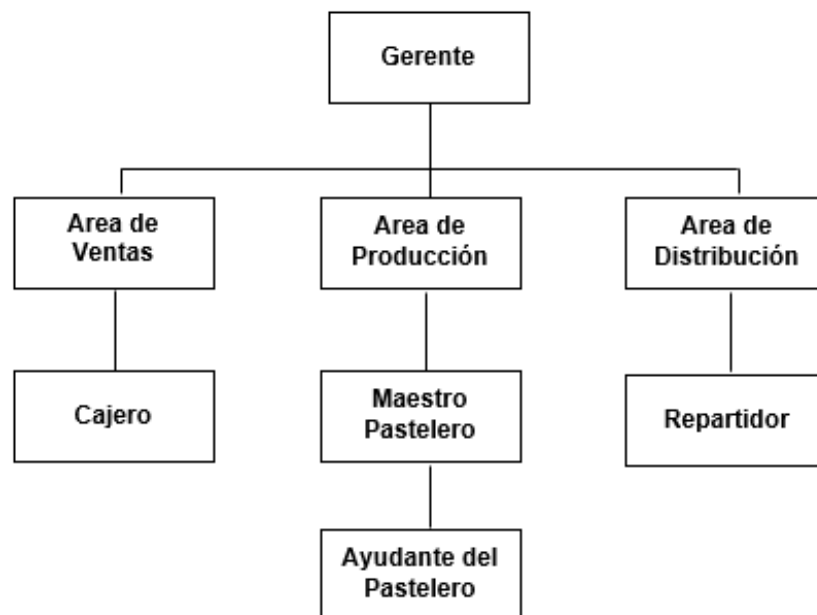 Gerente
Area de
Ventas
Area de
Producción
Area de
Distribución
Cajero
Maestro
Pastelero
Repartidor
Ayudante del
Pastelero